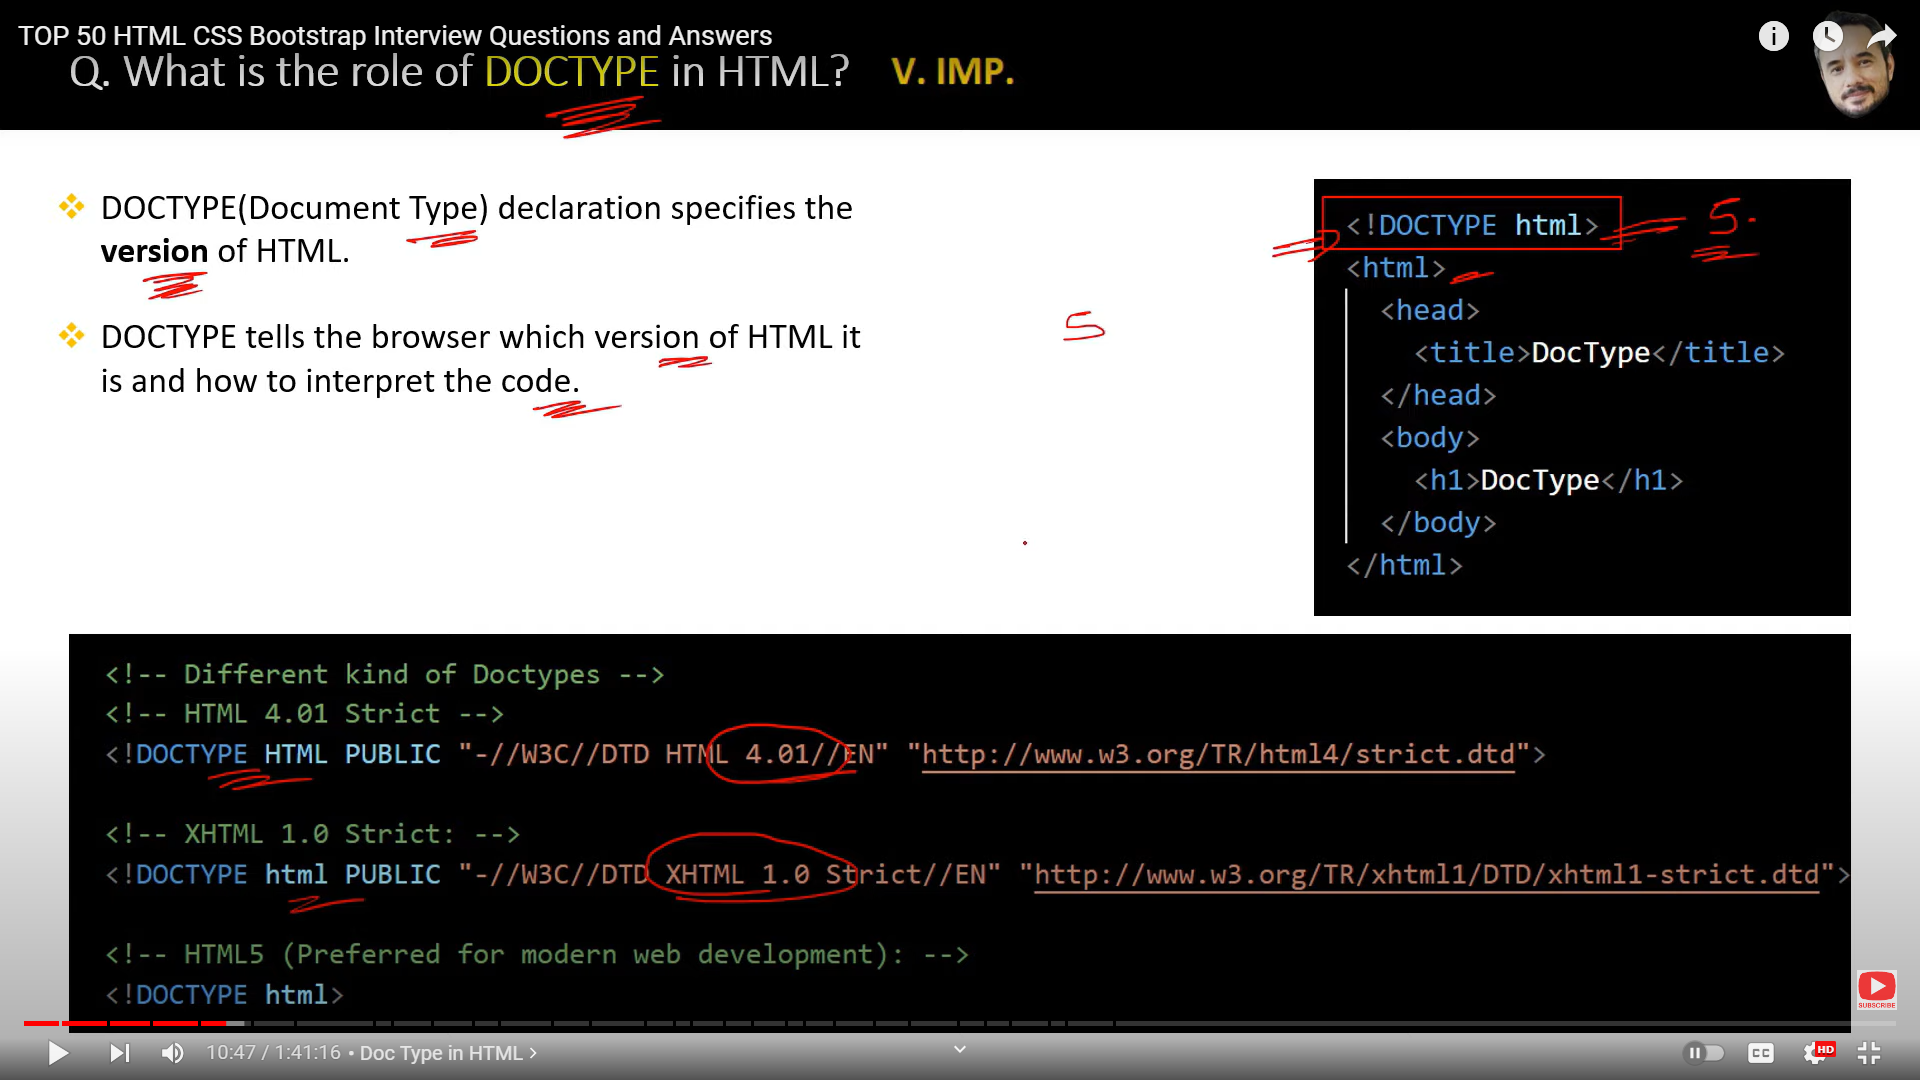 TOP 50 HTML CSS Bootstrap Interview Questions and Answers
Q. What is the role of DOCTYPE in HTML? V. IMP.
DOCTYPE(Document Type) declaration specifies the
version of HTML.
DOCTYPE tells the browser which version of HTML it
is and how to interpret the code.
5
<!DOCTYPE html> 5.
<html>
<head>
<title>DocType</title>
</head>
<body>
<h1>DocType</h1>
</body>
</html>
<!-- Different kind of Doctypes -->
<!-- HTML 4.01 Strict -->
<!DOCTYPE HTML PUBLIC "-//W3C//DTD HTML 4.01//EN" "http://www.w3.org/TR/html4/strict.dtd">
<!-- XHTML 1.0 Strict: -->
<!DOCTYPE html PUBLIC "-//W3C//DTD XHTML 1.0 Strict//EN" "http://www.w3.org/TR/xhtml1/DTD/xhtml1-strict.dtd">
<!-- HTML5 (Preferred for modern web development): -->
<!DOCTYPE html>
SUBSCRIBE
10:47 / 1:41:16 • Doc Type in HTML >
CC
HD